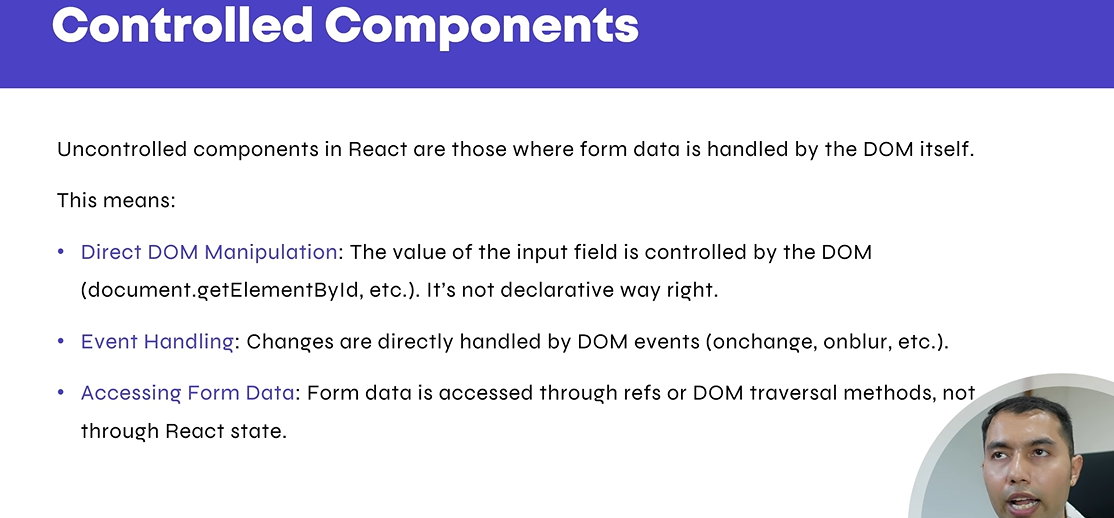 Controlled Components
Uncontrolled components in React are those where form data is handled by the DOM itself.
This means:
• Direct DOM Manipulation: The value of the input field is controlled by the DOM
(document.getElementById, etc.). It’s not declarative way right.
• Event Handling: Changes are directly handled by DOM events (onchange, onblur, etc.).
• Accessing Form Data: Form data is accessed through refs or DOM traversal methods, not
through React state.